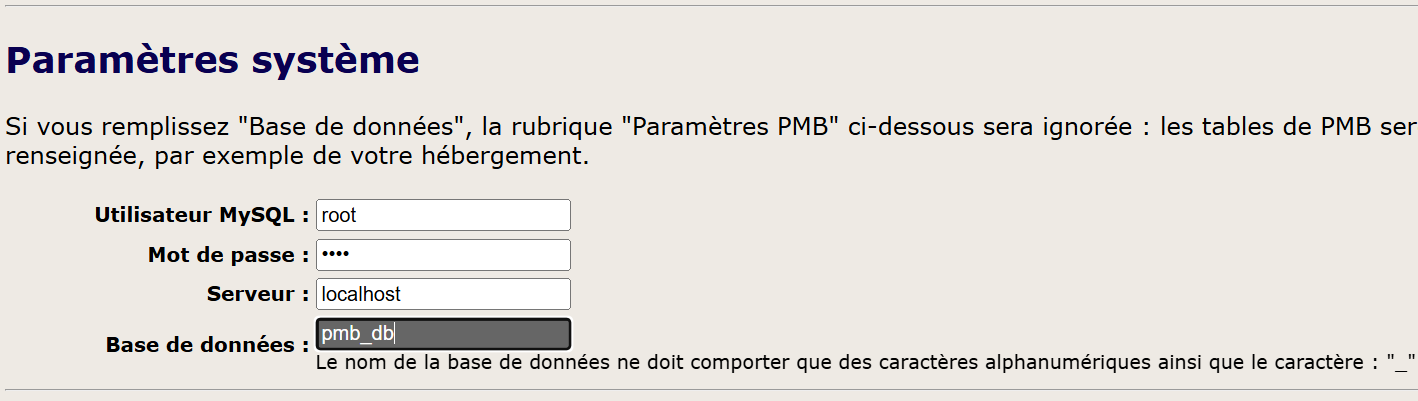 Paramètres système
Si vous remplissez "Base de données", la rubrique "Paramètres PMB" ci-dessous sera ignorée : les tables de PMB ser
renseignée, par exemple de votre hébergement.
Utilisateur MySQL : root
Mot de passe : ••••
Serveur : localhost
Base de données : pmb_db
Le nom de la base de données ne doit comporter que des caractères alphanumériques ainsi que le caractère : "_"